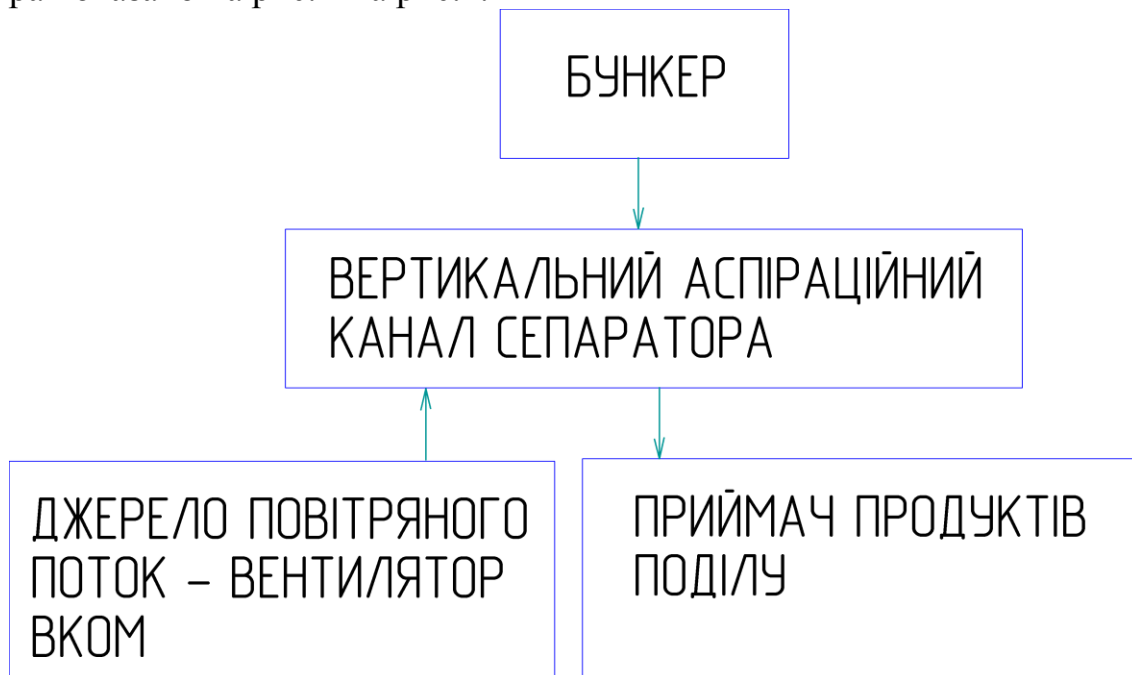 БУНКЕР
ВЕРТИКАЛЬНИЙ АСПІРАЦІЙНИЙ
КАНАЛ СЕПАРАТОРА
ДЖЕРЕЛО ПОВІТРЯНОГО
ПОТОК – ВЕНТИЛЯТОР
ВКОМ
ПРИЙМАЧ ПРОДУКТІВ
ПОДІЛУ